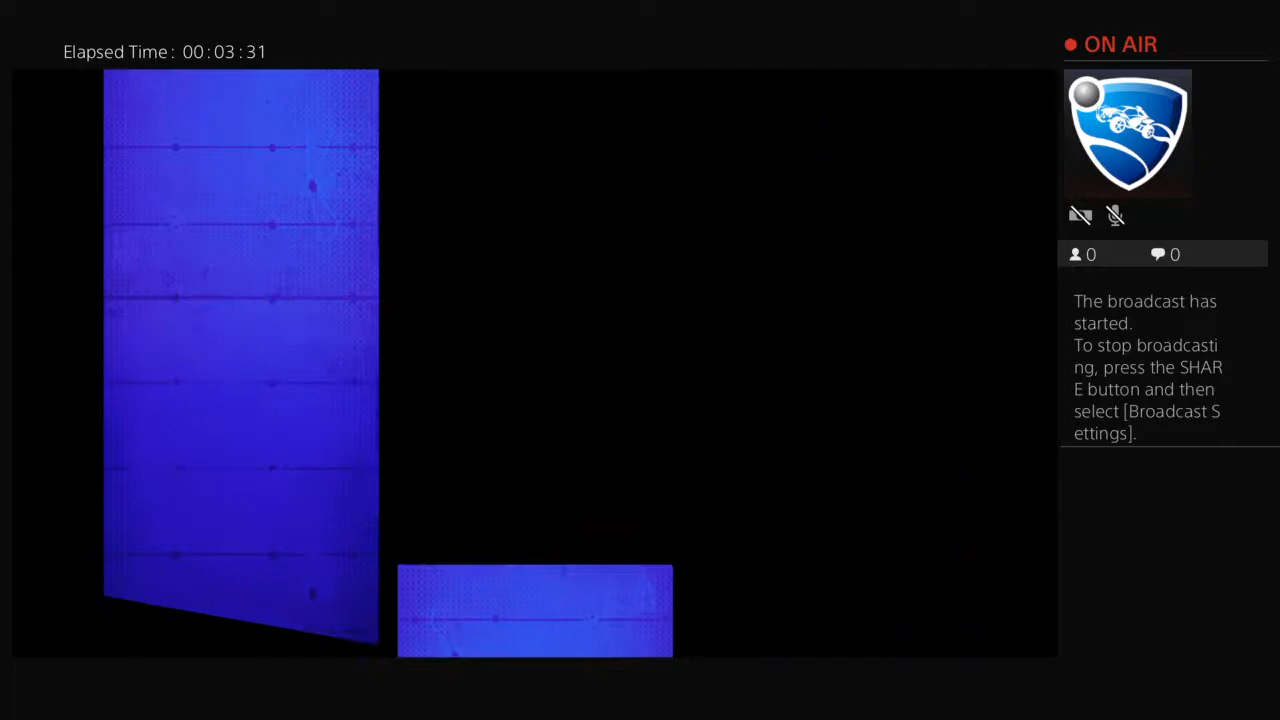 Elapsed Time: 00:03:31
ON AIR
0 0
The broadcast has
started.
To stop broadcasti
ng, press the SHAR
E button and then
select [Broadcast S
ettings].